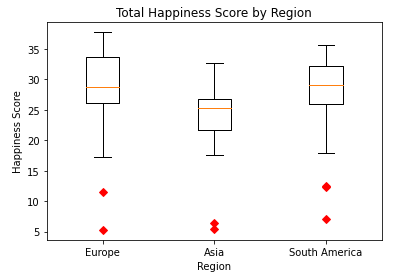 Total Happiness Score by Region
Happiness Score
35
30
25
20
15
10
5
Europe
Asia
South America
Region